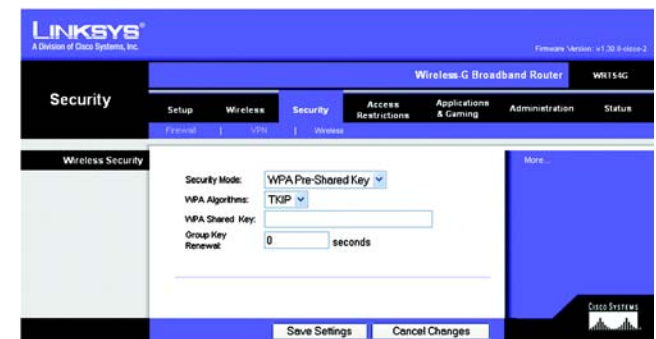 LINKSYS®
A Division of Cisco Systems, Inc.
Firmware Version: v1.30.8-cisco-2
Wireless-G Broadband Router WRT54G
Security
Setup Wireless Security Access Restrictions Applications & Gaming Administration Status
Firewall | VPN | Wireless
Wireless Security
More...
Security Mode: WPA Pre-Shared Key
WPA Algorithms: TKIP
WPA Shared Key:
Group Key Renewal: 0 seconds
Save Settings Cancel Changes
CISCO SYSTEMS